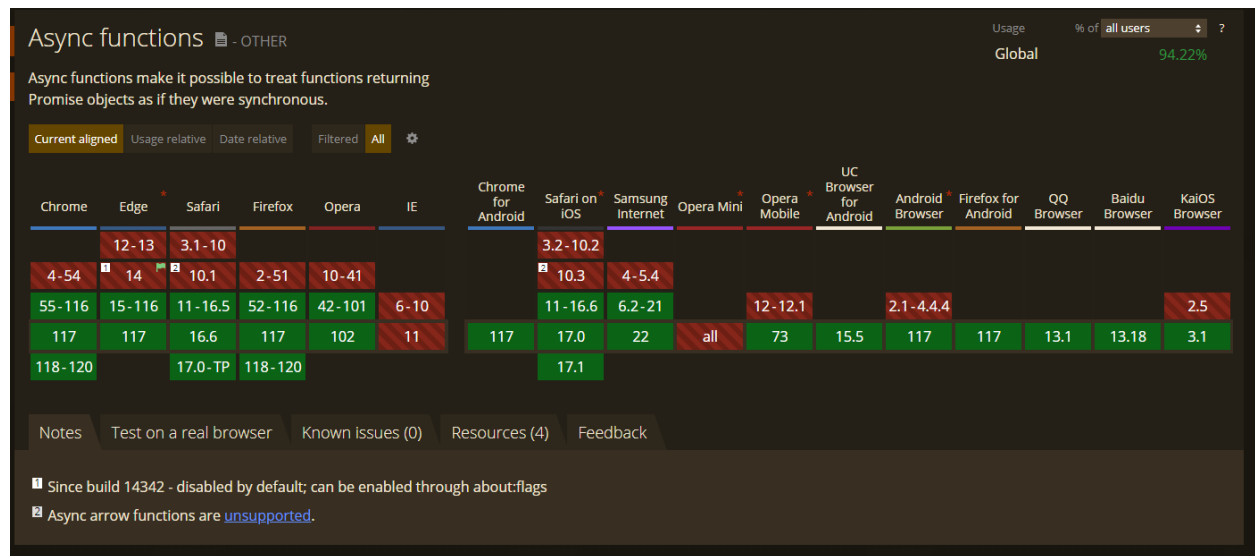 Async functions - OTHER
Usage % of all users ?
Global 94.22%
Async functions make it possible to treat functions returning
Promise objects as if they were synchronous.
Current aligned Usage relative Date relative Filtered All
Chrome Edge * Safari Firefox Opera IE Chrome for Android Safari on iOS * Samsung Internet Opera Mini * Opera Mobile * UC Browser for Android Android Browser * Firefox for Android QQ Browser Baidu Browser KaiOS Browser
12-13 3.1-10 3.2-10.2
4-54 1 14 2 10.1 2-51 10-41 2 10.3 4-5.4
55-116 15-116 11-16.5 52-116 42-101 6-10 11-16.6 6.2-21 12-12.1 2.1-4.4.4 2.5
117 117 16.6 117 102 11 117 17.0 22 all 73 15.5 117 117 13.1 13.18 3.1
118-120 17.0-TP 118-120 17.1
Notes Test on a real browser Known issues (0) Resources (4) Feedback
1 Since build 14342 - disabled by default; can be enabled through about:flags
2 Async arrow functions are unsupported.